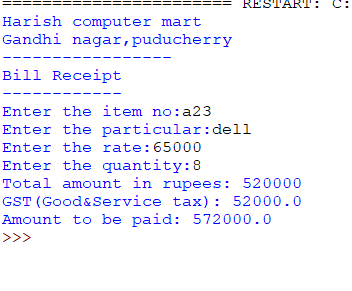 ======================= RESTART: C:
Harish computer mart
Gandhi nagar,puducherry
-----------------
Bill Receipt
------------
Enter the item no:a23
Enter the particular:dell
Enter the rate:65000
Enter the quantity:8
Total amount in rupees: 520000
GST(Good&Service tax): 52000.0
Amount to be paid: 572000.0
>>>